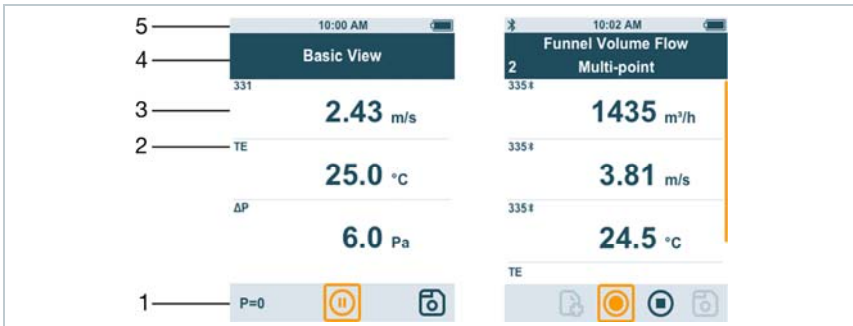 5
10:00 AM
4
Basic View
331
3
2.43 m/s
2
TE
25.0 °C
ΔP
6.0 Pa
1
P=0
10:02 AM
Funnel Volume Flow
2 Multi-point
335
1435 m³/h
335
3.81 m/s
335
24.5 °C
TE